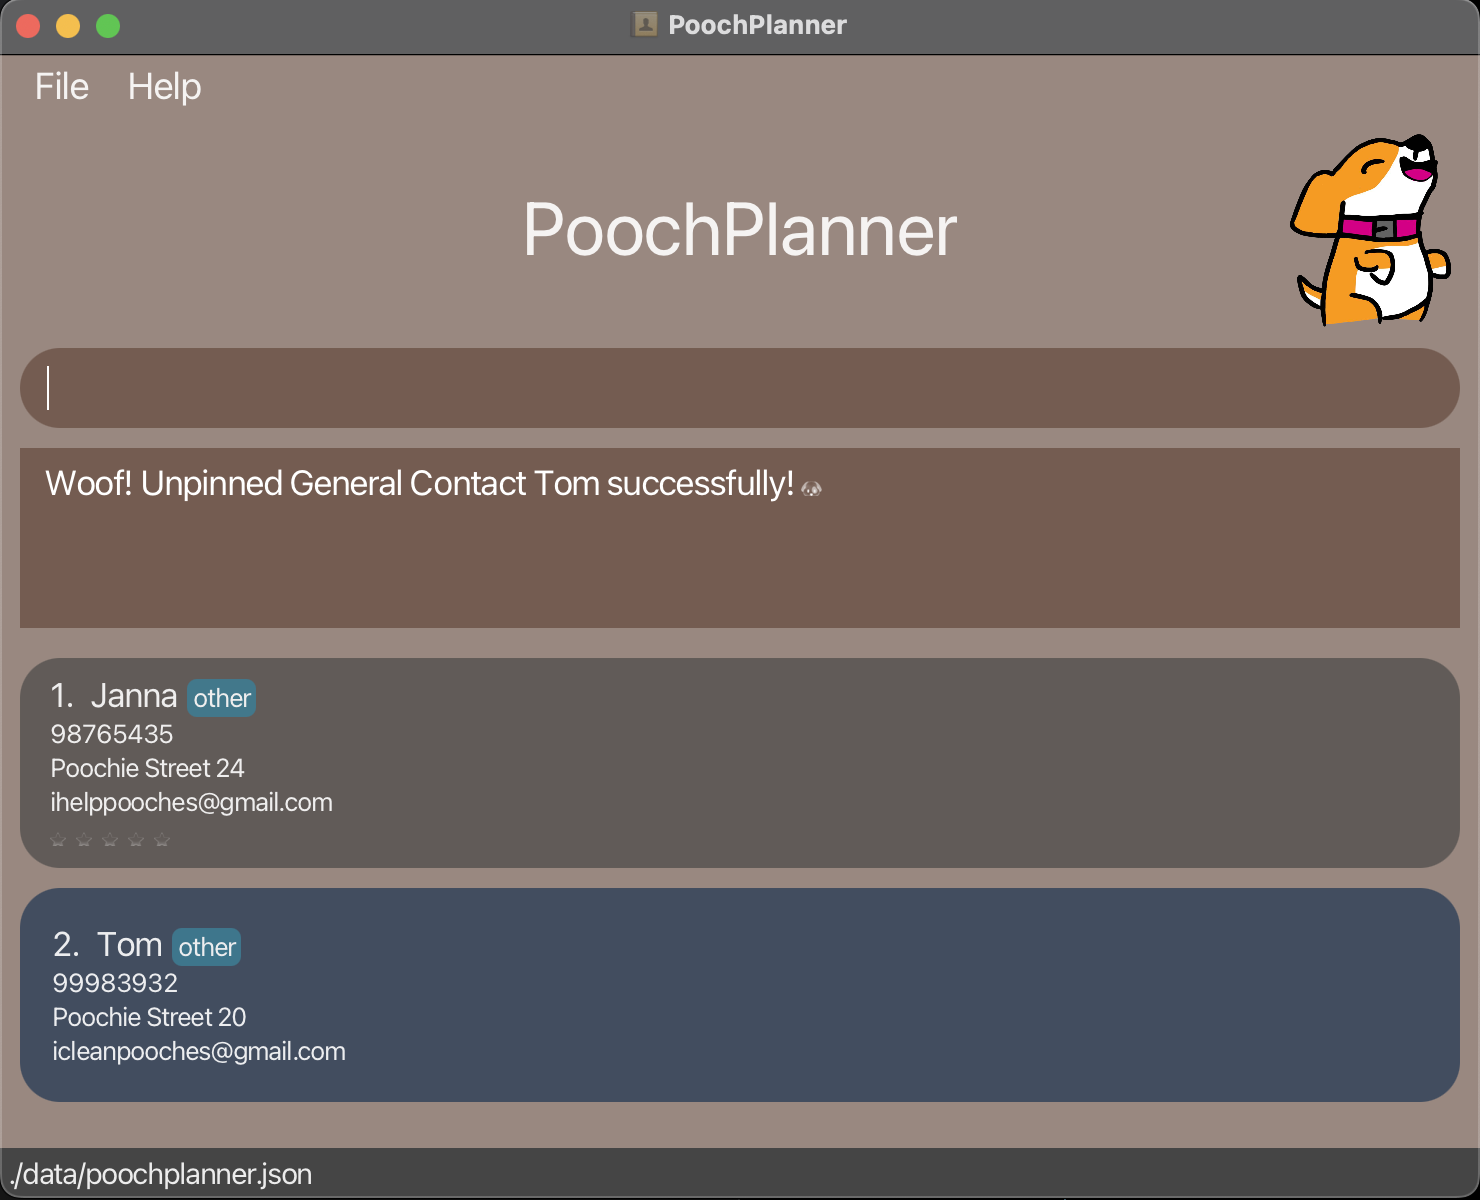 PoochPlanner
File Help
PoochPlanner
Woof! Unpinned General Contact Tom successfully!
1. Janna other
98765435
Poochie Street 24
ihelppooches@gmail.com
2. Tom other
99983932
Poochie Street 20
icleanpooches@gmail.com
./data/poochplanner.json